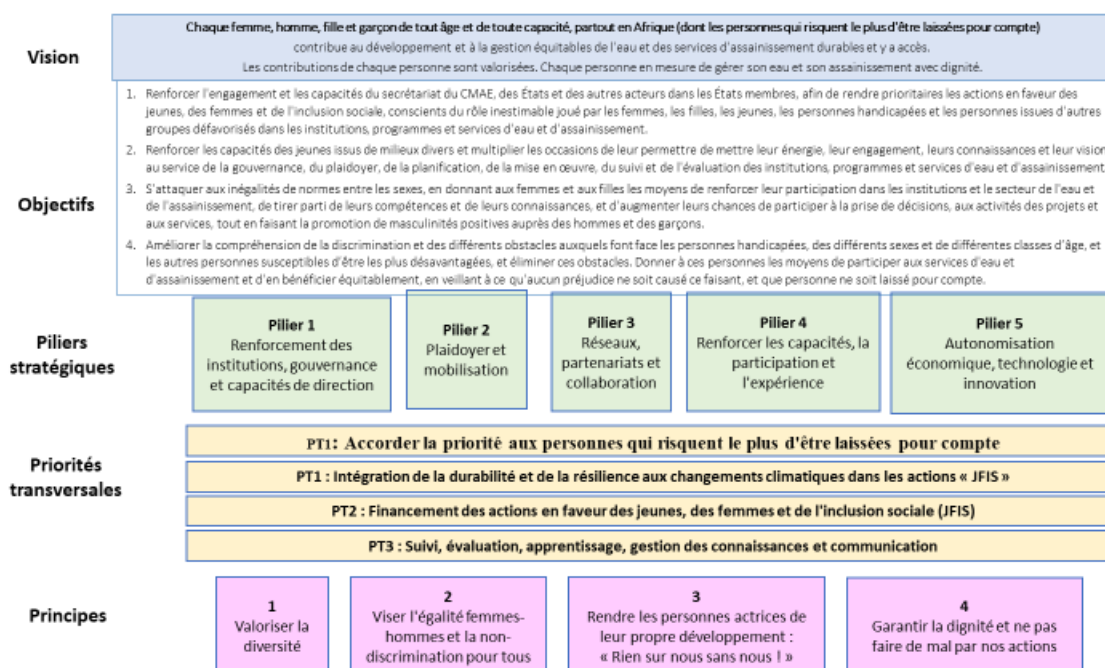 Vision
Chaque femme, homme, fille et garçon de tout âge et de toute capacité, partout en Afrique (dont les personnes qui risquent le plus d'être laissées pour compte)
contribue au développement et à la gestion équitables de l'eau et des services d'assainissement durables et y a accès.
Les contributions de chaque personne sont valorisées. Chaque personne en mesure de gérer son eau et son assainissement avec dignité.
Objectifs
1. Renforcer l'engagement et les capacités du secrétariat du CMAE, des États et des autres acteurs dans les États membres, afin de rendre prioritaires les actions en faveur des
jeunes, des femmes et de l'inclusion sociale, conscients du rôle inestimable joué par les femmes, les filles, les jeunes, les personnes handicapées et les personnes issues d'autres
groupes défavorisés dans les institutions, programmes et services d'eau et d'assainissement.
2. Renforcer les capacités des jeunes issus de milieux divers et multiplier les occasions de leur permettre de mettre leur énergie, leur engagement, leurs connaissances et leur vision
au service de la gouvernance, du plaidoyer, de la planification, de la mise en œuvre, du suivi et de l'évaluation des institutions, programmes et services d'eau et d'assainissement
3. S'attaquer aux inégalités de normes entre les sexes, en donnant aux femmes et aux filles les moyens de renforcer leur participation dans les institutions et le secteur de l'eau et
de l'assainissement, de tirer parti de leurs compétences et de leurs connaissances, et d'augmenter leurs chances de participer à la prise de décisions, aux activités des projets et
aux services, tout en faisant la promotion de masculinités positives auprès des hommes et des garçons.
4. Améliorer la compréhension de la discrimination et des différents obstacles auxquels font face les personnes handicapées, des différents sexes et de différentes classes d'âge, et
les autres personnes susceptibles d'être les plus désavantagées, et éliminer ces obstacles. Donner à ces personnes les moyens de participer aux services d'eau et
d'assainissement et d'en bénéficier équitablement, en veillant à ce qu'aucun préjudice ne soit causé ce faisant, et que personne ne soit laissé pour compte.
Piliers
stratégiques
Pilier 1
Renforcement des
institutions, gouvernance
et capacités de direction
Pilier 2
Plaidoyer et
mobilisation
Pilier 3
Réseaux,
partenariats et
collaboration
Pilier 4
Renforcer les capacités, la
participation et
l'expérience
Pilier 5
Autonomisation
économique, technologie et
innovation
Priorités
transversales
PT1: Accorder la priorité aux personnes qui risquent le plus d'être laissées pour compte
PT1 : Intégration de la durabilité et de la résilience aux changements climatiques dans les actions « JFIS »
PT2 : Financement des actions en faveur des jeunes, des femmes et de l'inclusion sociale (JFIS)
PT3 : Suivi, évaluation, apprentissage, gestion des connaissances et communication
Principes
1
Valoriser la
diversité
2
Viser l'égalité femmes-
hommes et la non-
discrimination pour tous
3
Rendre les personnes actrices de
leur propre développement :
« Rien sur nous sans nous ! »
4
Garantir la dignité et ne pas
faire de mal par nos actions